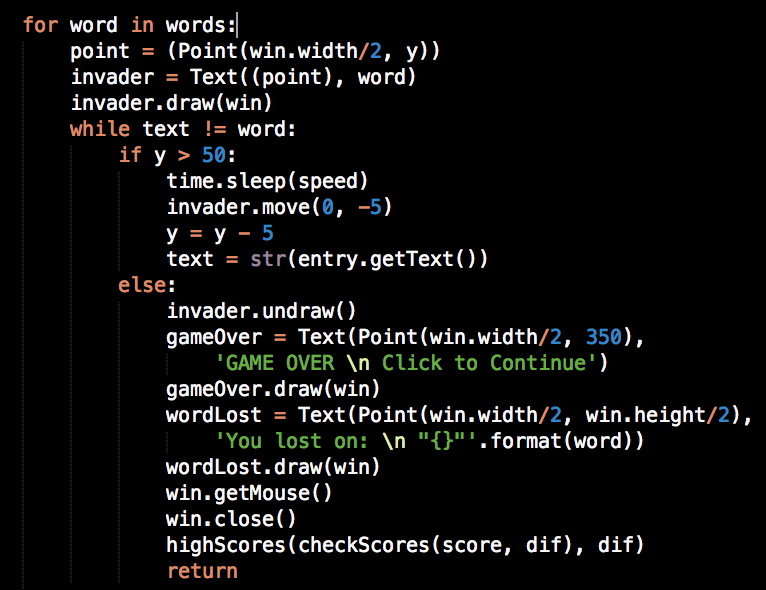 for word in words:
    point = (Point(win.width/2, y))
    invader = Text((point), word)
    invader.draw(win)
    while text != word:
        if y > 50:
            time.sleep(speed)
            invader.move(0, -5)
            y = y - 5
            text = str(entry.getText())
        else:
            invader.undraw()
            gameOver = Text(Point(win.width/2, 350),
                'GAME OVER \n Click to Continue')
            gameOver.draw(win)
            wordLost = Text(Point(win.width/2, win.height/2),
                'You lost on: \n "{}"'.format(word))
            wordLost.draw(win)
            win.getMouse()
            win.close()
            highScores(checkScores(score, dif), dif)
            return